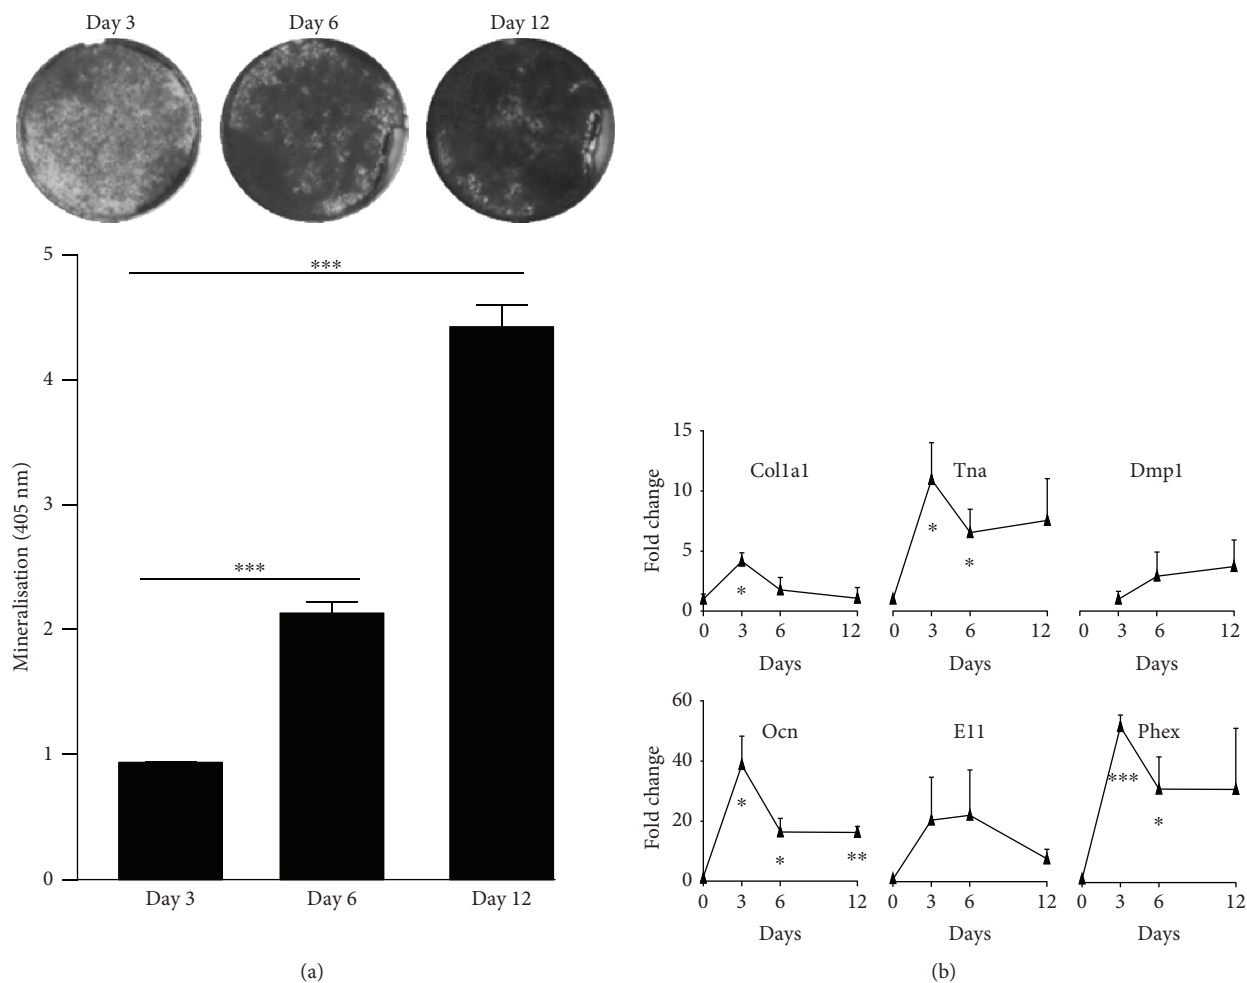 Day 3 Day 6 Day 12
5
***
4
3
***
2
1
0
Mineralisation (405 nm)
Day 3 Day 6 Day 12
(a)
15
10
5
0
Fold change
Col1a1
*
0 3 6 12
Days
Tna
*
*
0 3 6 12
Days
Dmp1
0 3 6 12
Days
60
40
20
0
Fold change
Ocn
*
*
**
0 3 6 12
Days
E11
0 3 6 12
Days
Phex
***
*
0 3 6 12
Days
(b)